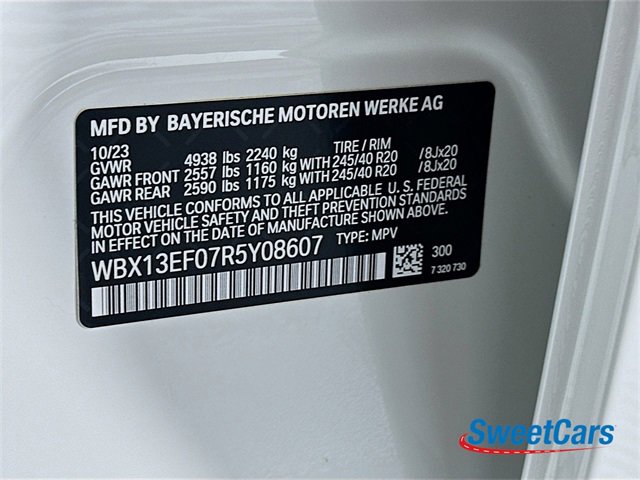 MFD BY BAYERISCHE MOTOREN WERKE AG
10/23 TIRE / RIM
GVWR 4938 lbs 2240 kg
GAWR FRONT 2557 lbs 1160 kg WITH 245/40 R20 /8Jx20
GAWR REAR 2590 lbs 1175 kg WITH 245/40 R20 /8Jx20
THIS VEHICLE CONFORMS TO ALL APPLICABLE U.S. FEDERAL
MOTOR VEHICLE SAFETY AND THEFT PREVENTION STANDARDS
IN EFFECT ON THE DATE OF MANUFACTURE SHOWN ABOVE.
WBX13EF07R5Y08607 TYPE: MPV
300
7 320 730
SweetCars